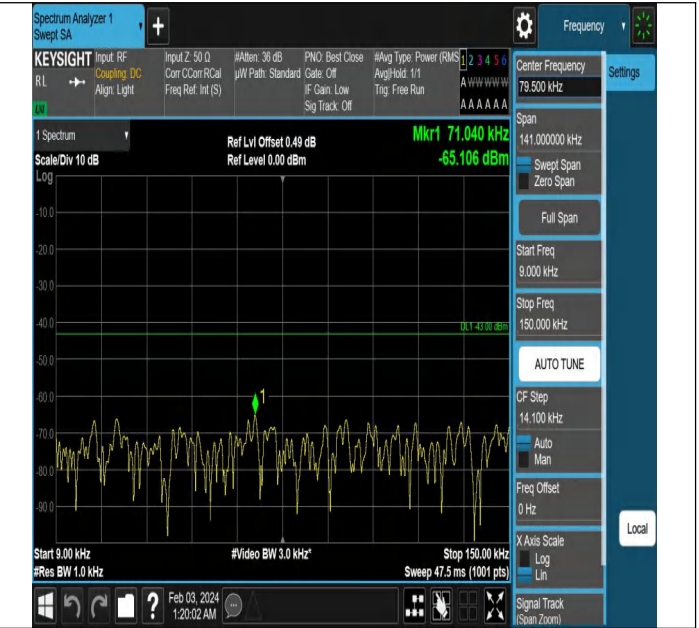 Spectrum Analyzer 1
Swept SA
+
Frequency
KEYSIGHT
R L
LXI
Input: RF
Coupling: DC
Align: Light
Input Z: 50 Ω
Corr CCorr RCal
Freq Ref: Int (S)
#Atten: 36 dB
µW Path: Standard
PNO: Best Close
Gate: Off
IF Gain: Low
Sig Track: Off
#Avg Type: Power (RMS
Avg|Hold: 1/1
Trig: Free Run
1 2 3 4 5 6
A W W W W W
A A A A A A
1 Spectrum
Scale/Div 10 dB
Log
Ref Lvl Offset 0.49 dB
Ref Level 0.00 dBm
Mkr1 71.040 kHz
-65.106 dBm
-10.0
-20.0
-30.0
-40.0
-50.0
-60.0
-70.0
-80.0
-90.0
DL1 -43.00 dBm
1
Start 9.00 kHz
#Res BW 1.0 kHz
#Video BW 3.0 kHz*
Stop 150.00 kHz
Sweep 47.5 ms (1001 pts)
Center Frequency
79.500 kHz
Settings
Span
141.000000 kHz
Swept Span
Zero Span
Full Span
Start Freq
9.000 kHz
Stop Freq
150.000 kHz
AUTO TUNE
CF Step
14.100 kHz
Auto
Man
Freq Offset
0 Hz
X Axis Scale
Log
Lin
Local
Signal Track
(Span Zoom)
?
Feb 03, 2024
1:20:02 AM